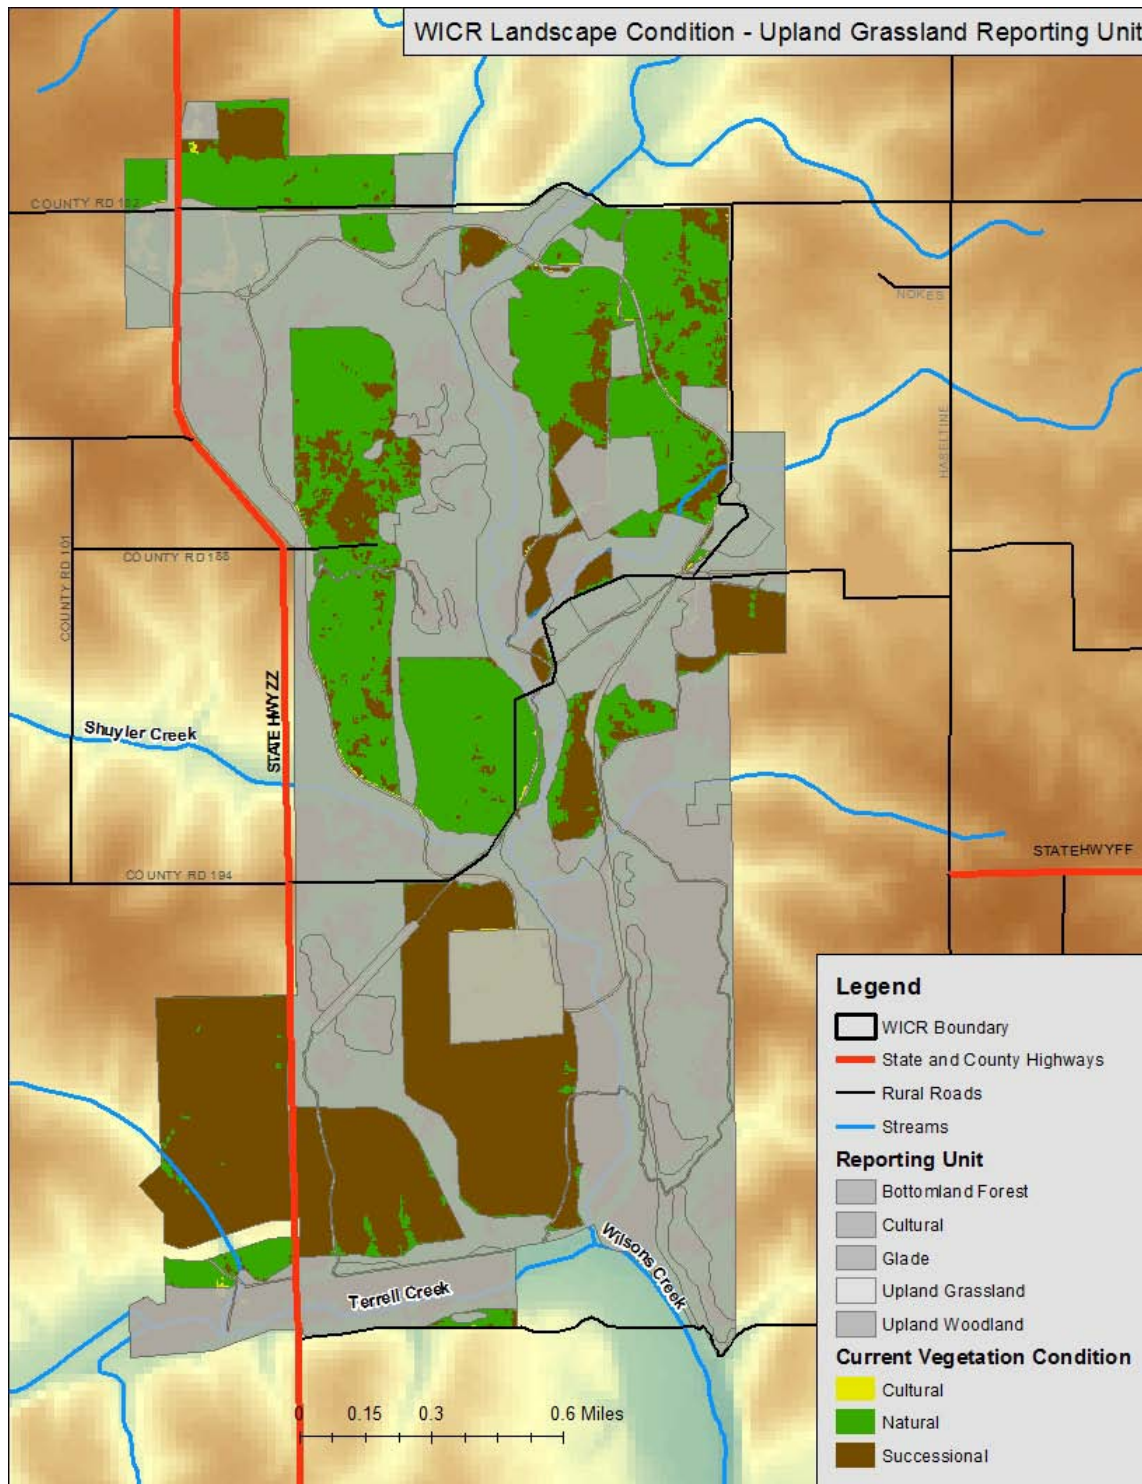 WICR Landscape Condition - Upland Grassland Reporting Unit
COUNTY RD 182
NOKES
HASELTINE
COUNTY RD 101
COUNTY RD 188
STATE HWYZZ
Shuyler Creek
STATEHWYFF
COUNTY RD 194
Wilsons Creek
Terrell Creek
0 0.15 0.3 0.6 Miles
Legend
WICR Boundary
State and County Highways
Rural Roads
Streams
Reporting Unit
Bottomland Forest
Cultural
Glade
Upland Grassland
Upland Woodland
Current Vegetation Condition
Cultural
Natural
Successional